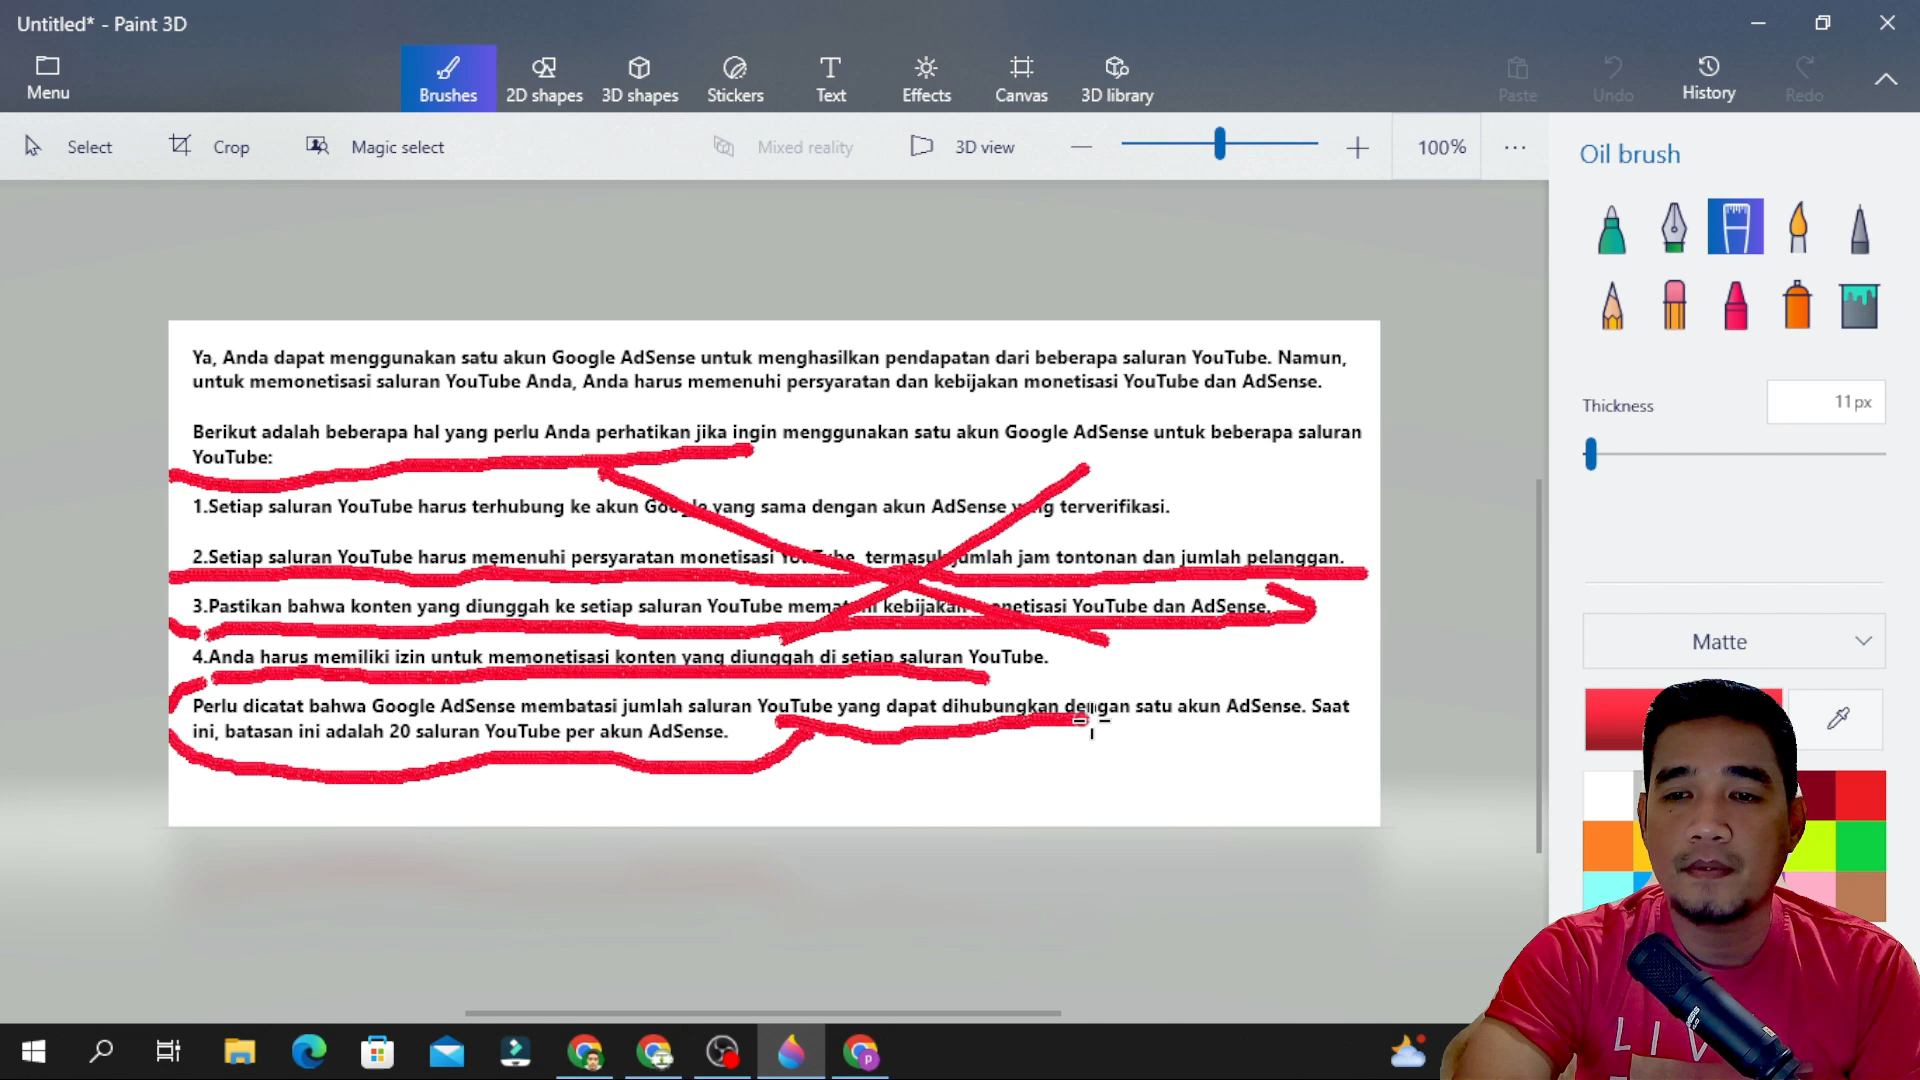 Untitled* - Paint 3D
Menu
Brushes
2D shapes
3D shapes
Stickers
Text
Effects
Canvas
3D library
Paste
Undo
History
Redo
Select
Crop
Magic select
Mixed reality
3D view
100%
Oil brush
Thickness
11px
Matte
Ya, Anda dapat menggunakan satu akun Google AdSense untuk menghasilkan pendapatan dari beberapa saluran YouTube. Namun,
untuk memonetisasi saluran YouTube Anda, Anda harus memenuhi persyaratan dan kebijakan monetisasi YouTube dan AdSense.
Berikut adalah beberapa hal yang perlu Anda perhatikan jika ingin menggunakan satu akun Google AdSense untuk beberapa saluran
YouTube:
1.Setiap saluran YouTube harus terhubung ke akun Google yang sama dengan akun AdSense yang terverifikasi.
2.Setiap saluran YouTube harus memenuhi persyaratan monetisasi YouTube, termasuk jumlah jam tontonan dan jumlah pelanggan.
3.Pastikan bahwa konten yang diunggah ke setiap saluran YouTube mematuhi kebijakan monetisasi YouTube dan AdSense.
4.Anda harus memiliki izin untuk memonetisasi konten yang diunggah di setiap saluran YouTube.
Perlu dicatat bahwa Google AdSense membatasi jumlah saluran YouTube yang dapat dihubungkan dengan satu akun AdSense. Saat
ini, batasan ini adalah 20 saluran YouTube per akun AdSense.